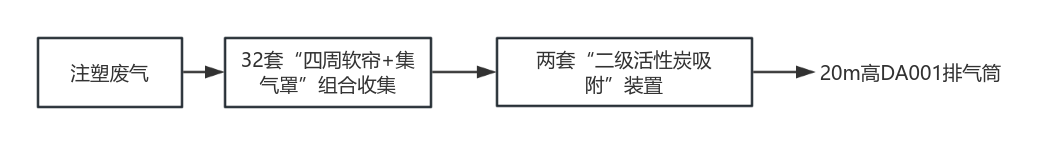 注塑废气
32套“四周软帘+集
气罩”组合收集
两套“二级活性炭吸
附”装置
20m高DA001排气筒